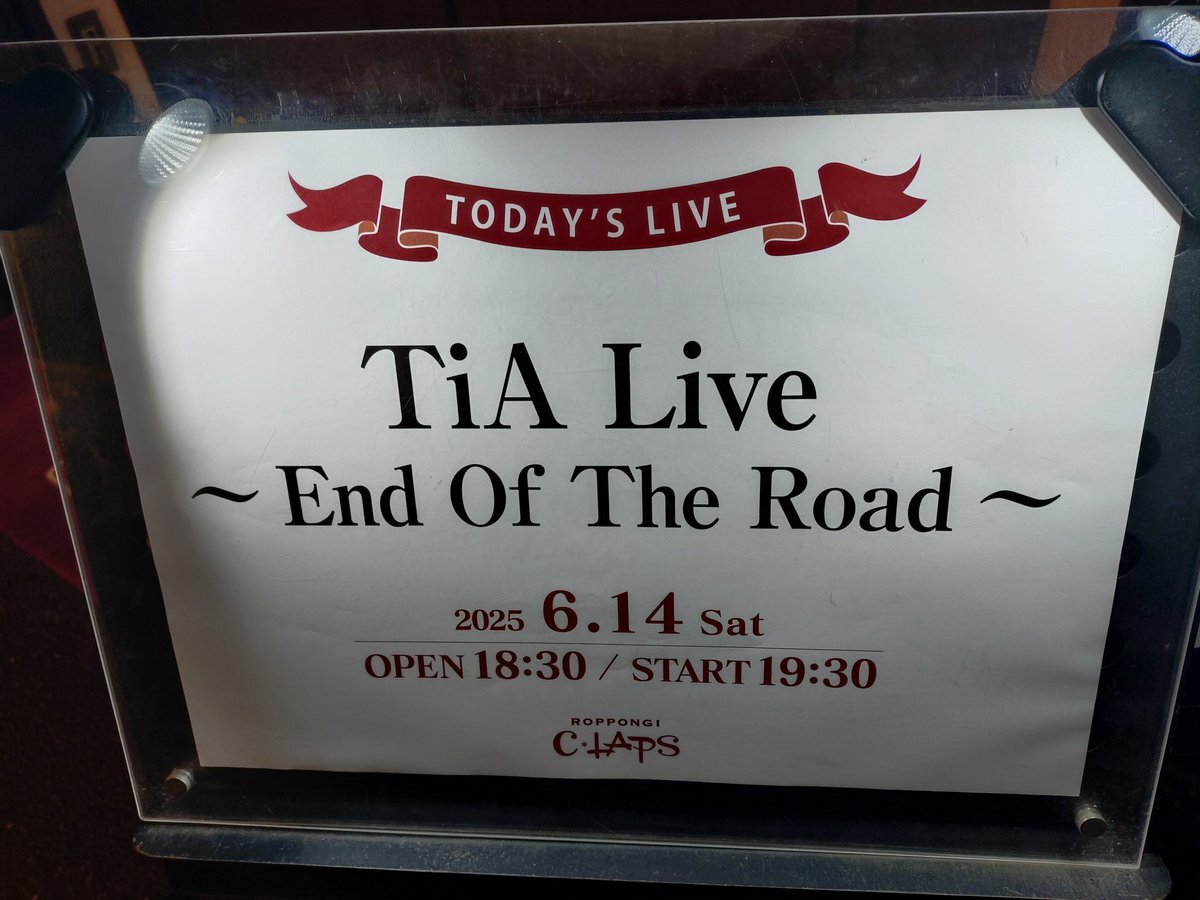 TODAY'S LIVE
TiA Live
～End Of The Road～
2025 6.14 Sat
OPEN 18:30 / START 19:30
ROPPONGI
C*LAPS